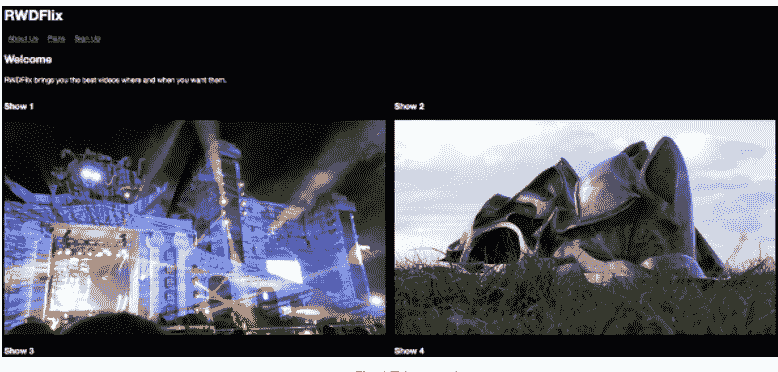 RWDFlix
About Us Plans Sign Up
Welcome
RWDFlix brings you the best videos where and when you want them.
Show 1 Show 2
Show 3 Show 4